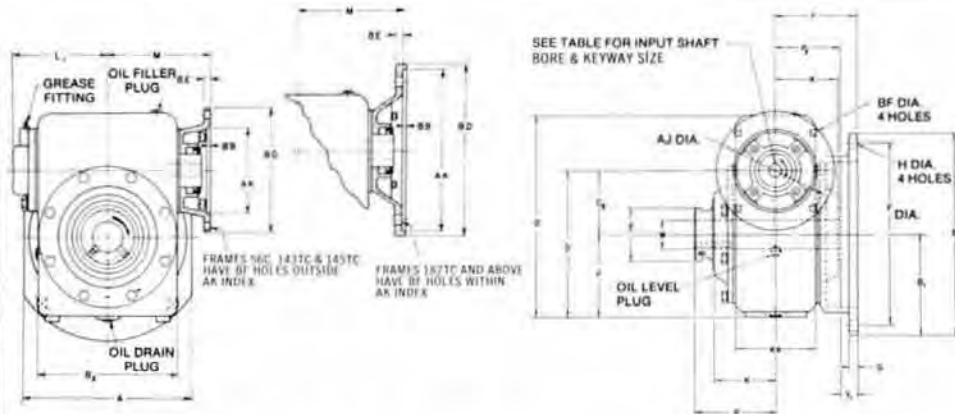 L₁
M
GREASE
FITTING
OIL FILLER
PLUG
BE
BB
AK
BD
OIL DRAIN
PLUG
A
FRAMES 56C, 143TC & 145TC
HAVE BF HOLES OUTSIDE
AK INDEX
M
BE
BB
AK
BD
FRAMES 182TC AND ABOVE
HAVE BF HOLES WITHIN
AK INDEX
SEE TABLE FOR INPUT SHAFT
BORE & KEYWAY SIZE
BF DIA.
4 HOLES
AJ DIA.
H DIA.
4 HOLES
DIA.
OIL LEVEL
PLUG
K